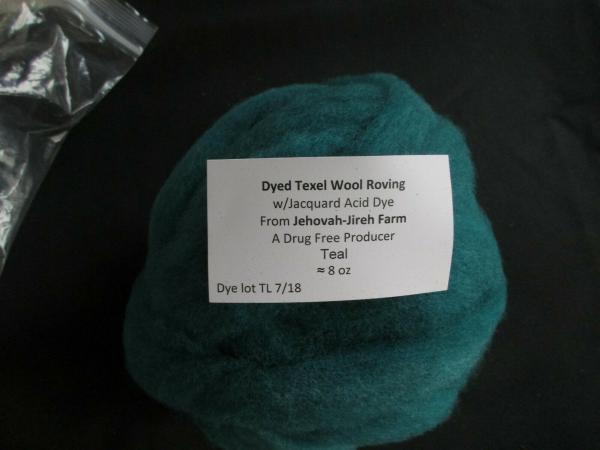 Dyed Texel Wool Roving
w/Jacquard Acid Dye
From Jehovah-Jireh Farm
A Drug Free Producer
Teal
≈ 8 oz
Dye lot TL 7/18